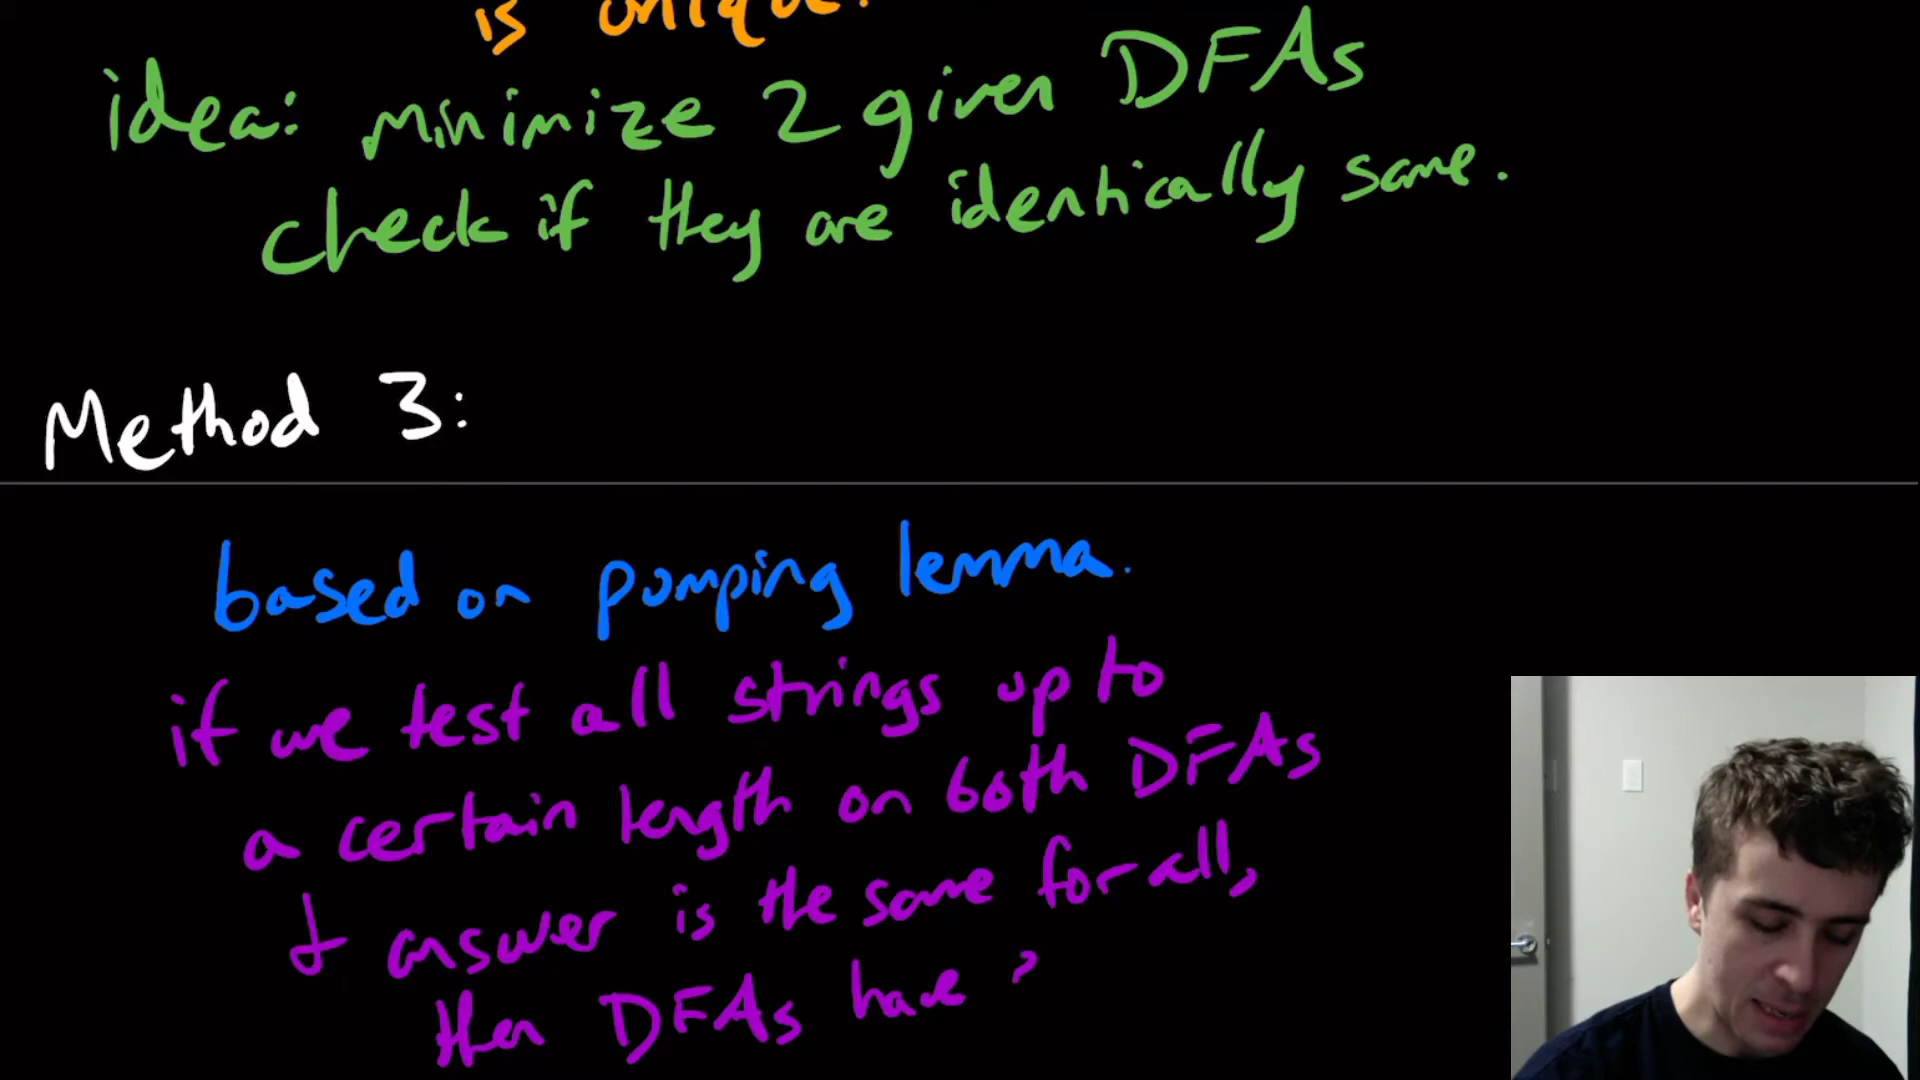 is unique.
idea: minimize 2 given DFAs
check if they are identically same.
Method 3:
based on pumping lemma.
if we test all strings up to
a certain length on both DFAs
& answer is the same for all,
then DFAs have